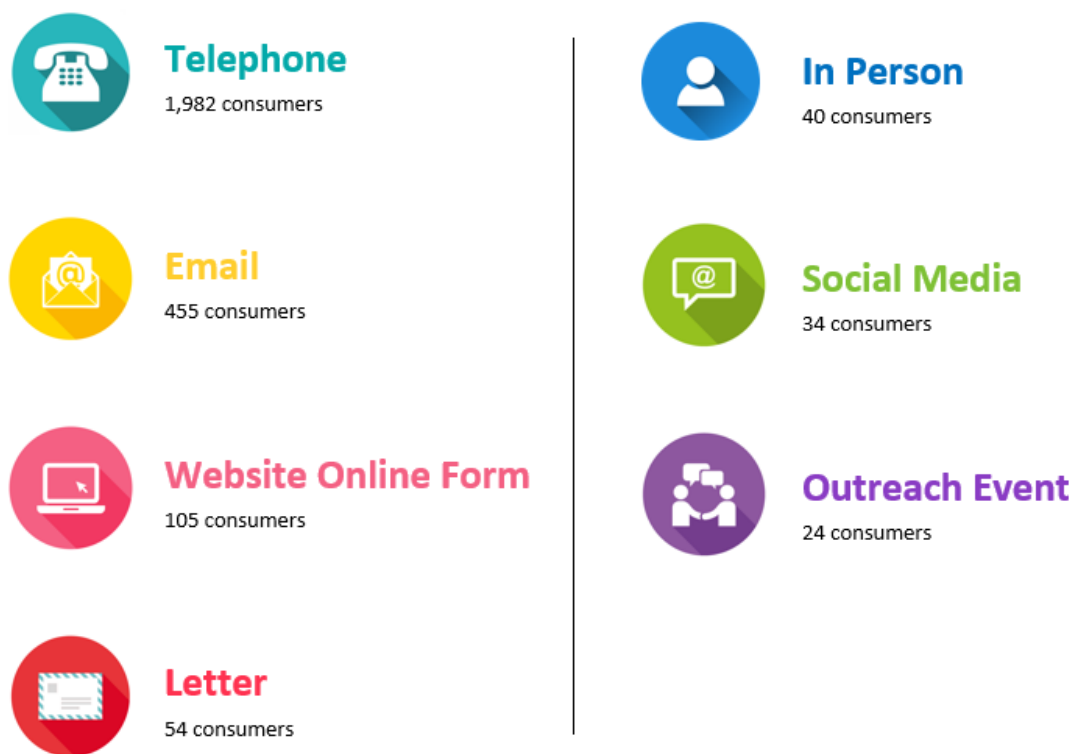 Telephone
1,982 consumers
Email
455 consumers
Website Online Form
105 consumers
Letter
54 consumers
In Person
40 consumers
Social Media
34 consumers
Outreach Event
24 consumers